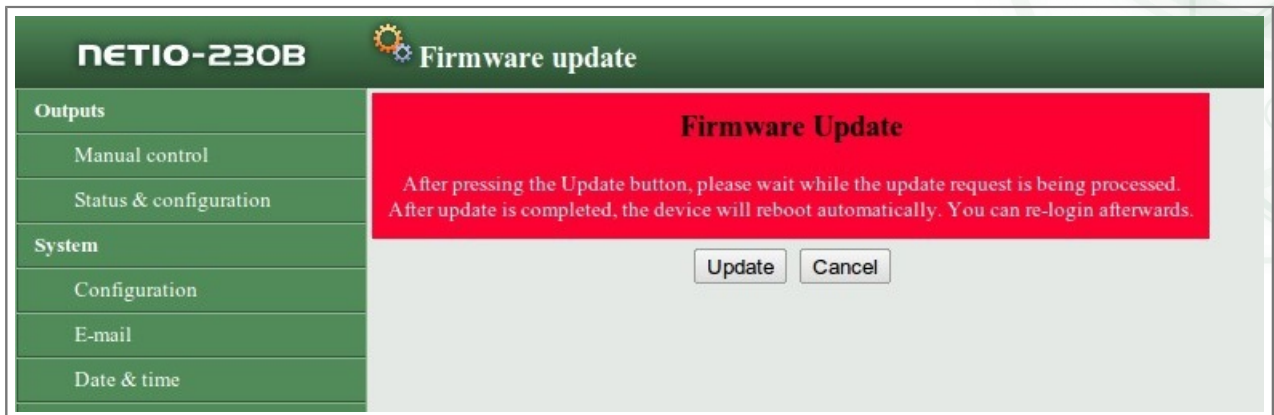 NETIO-230B
Firmware update
Outputs
Manual control
Status & configuration
System
Configuration
E-mail
Date & time
Firmware Update
After pressing the Update button, please wait while the update request is being processed.
After update is completed, the device will reboot automatically. You can re-login afterwards.
Update
Cancel